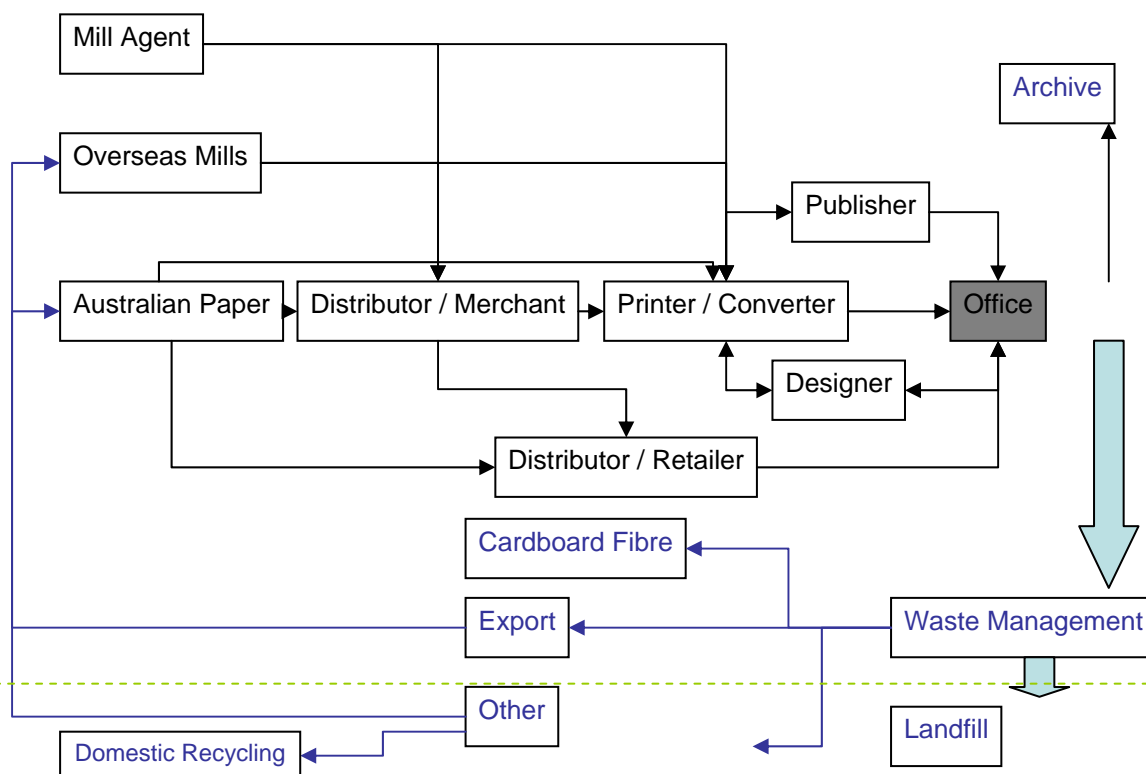 Mill Agent
Archive
Overseas Mills
Publisher
Australian Paper
Distributor / Merchant
Printer / Converter
Office
Designer
Distributor / Retailer
Cardboard Fibre
Export
Waste Management
Other
Landfill
Domestic Recycling